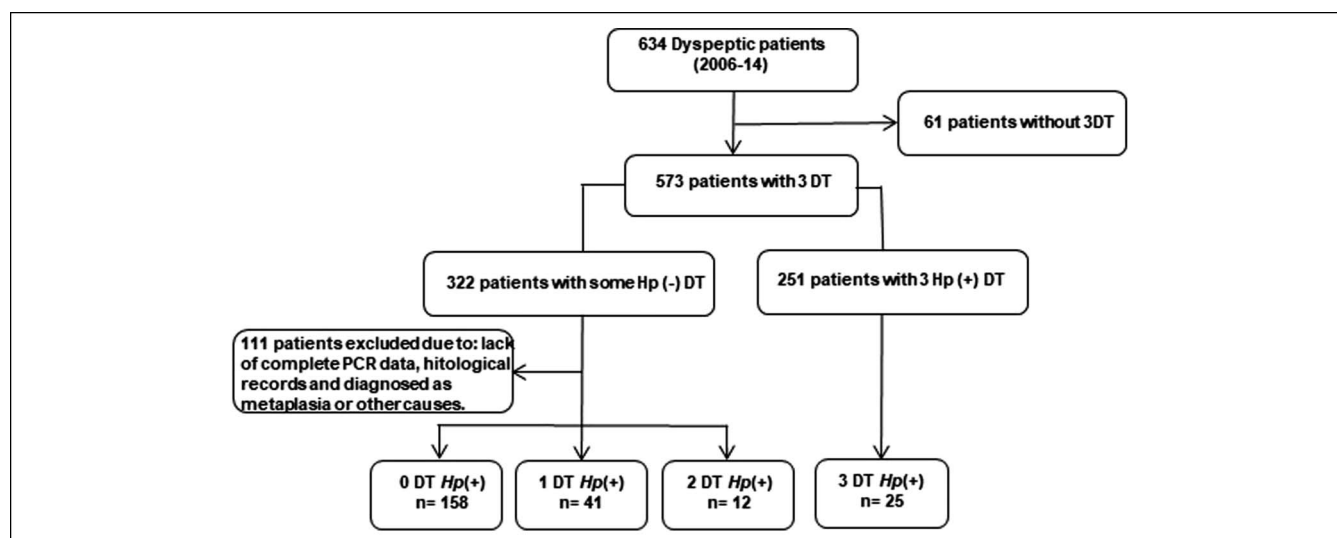 634 Dyspeptic patients
(2006-14)
61 patients without 3DT
573 patients with 3 DT
322 patients with some Hp (-) DT
251 patients with 3 Hp (+) DT
111 patients excluded due to: lack
of complete PCR data, hitological
records and diagnosed as
metaplasia or other causes.
0 DT Hp(+)
n= 158
1 DT Hp(+)
n= 41
2 DT Hp(+)
n= 12
3 DT Hp(+)
n= 25